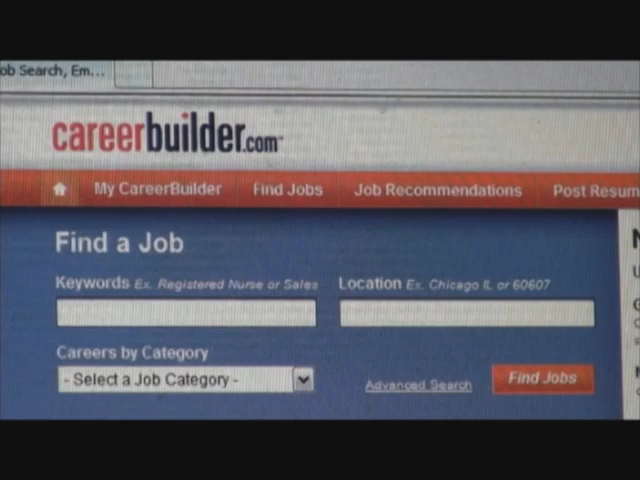 ob Search, Em...
careerbuilder.com™
My CareerBuilder Find Jobs Job Recommendations Post Resum
Find a Job
Keywords Ex. Registered Nurse or Sales Location Ex. Chicago IL or 60607
Careers by Category
- Select a Job Category - Advanced Search Find Jobs